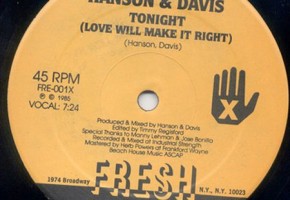 HANSON & DAVIS
TONIGHT
(LOVE WILL MAKE IT RIGHT)
(Hanson, Davis)
45 RPM
FRE-001X
℗ © 1986
VOCAL: 7:24
X
Produced & Mixed by Hanson & Davis
Edited by Timmy Regisford
Special Thanks to Manny Lehman & Jose Bonito
Recorded & Mixed at Industrial Strength
Mastered by Herb Powers at Frankford Wayne
Beach House Music ASCAP
1974 Broadway
FRESH
N.Y., N.Y. 10023